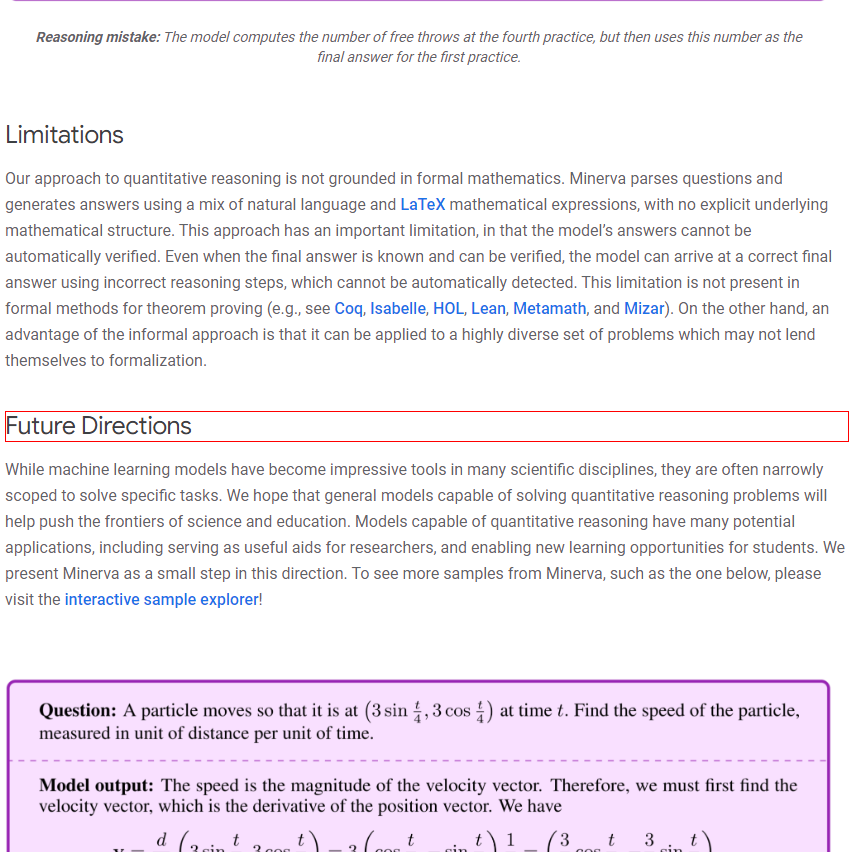 Reasoning mistake: The model computes the number of free throws at the fourth practice, but then uses this number as the
final answer for the first practice.
Limitations
Our approach to quantitative reasoning is not grounded in formal mathematics. Minerva parses questions and
generates answers using a mix of natural language and LaTeX mathematical expressions, with no explicit underlying
mathematical structure. This approach has an important limitation, in that the model’s answers cannot be
automatically verified. Even when the final answer is known and can be verified, the model can arrive at a correct final
answer using incorrect reasoning steps, which cannot be automatically detected. This limitation is not present in
formal methods for theorem proving (e.g., see Coq, Isabelle, HOL, Lean, Metamath, and Mizar). On the other hand, an
advantage of the informal approach is that it can be applied to a highly diverse set of problems which may not lend
themselves to formalization.
Future Directions
While machine learning models have become impressive tools in many scientific disciplines, they are often narrowly
scoped to solve specific tasks. We hope that general models capable of solving quantitative reasoning problems will
help push the frontiers of science and education. Models capable of quantitative reasoning have many potential
applications, including serving as useful aids for researchers, and enabling new learning opportunities for students. We
present Minerva as a small step in this direction. To see more samples from Minerva, such as the one below, please
visit the interactive sample explorer!
Question: A particle moves so that it is at (3 sin t/4, 3 cos t/4) at time t. Find the speed of the particle,
measured in unit of distance per unit of time.
Model output: The speed is the magnitude of the velocity vector. Therefore, we must first find the
velocity vector, which is the derivative of the position vector. We have